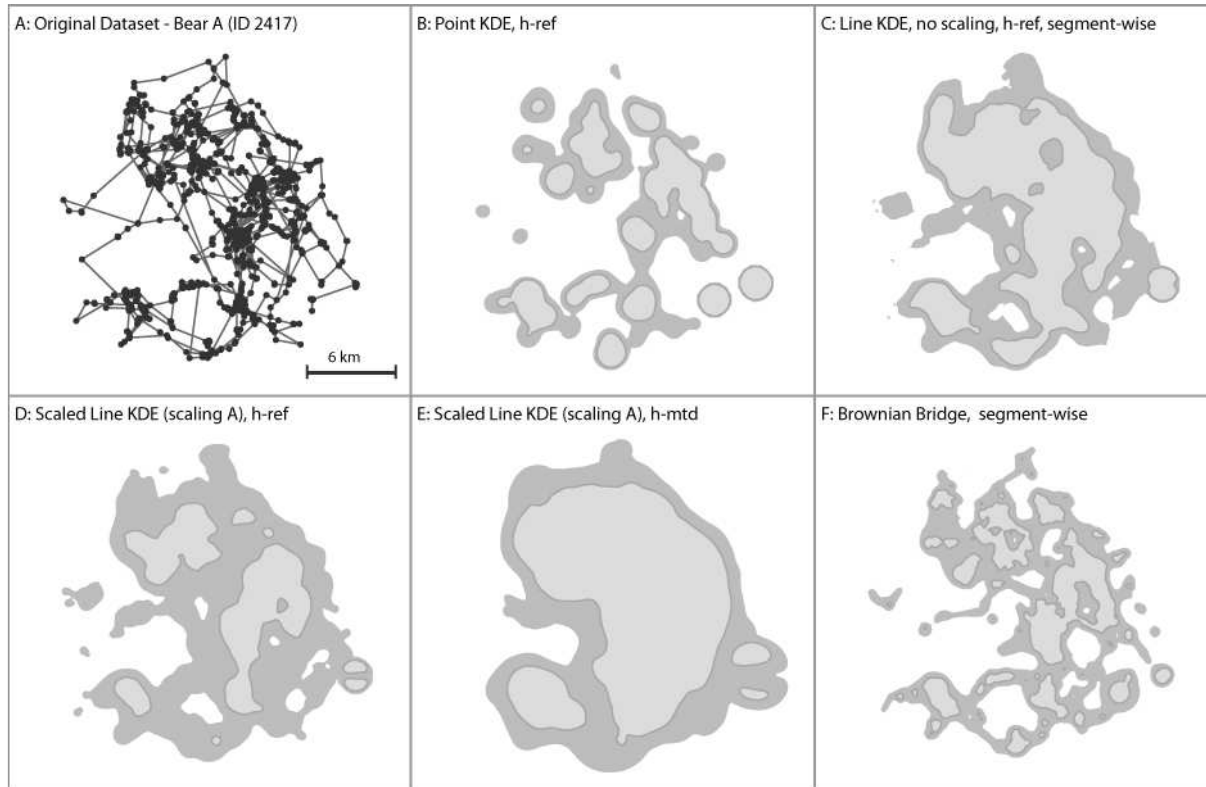 A: Original Dataset - Bear A (ID 2417)
B: Point KDE, h-ref
C: Line KDE, no scaling, h-ref, segment-wise
6 km
D: Scaled Line KDE (scaling A), h-ref
E: Scaled Line KDE (scaling A), h-mtd
F: Brownian Bridge, segment-wise